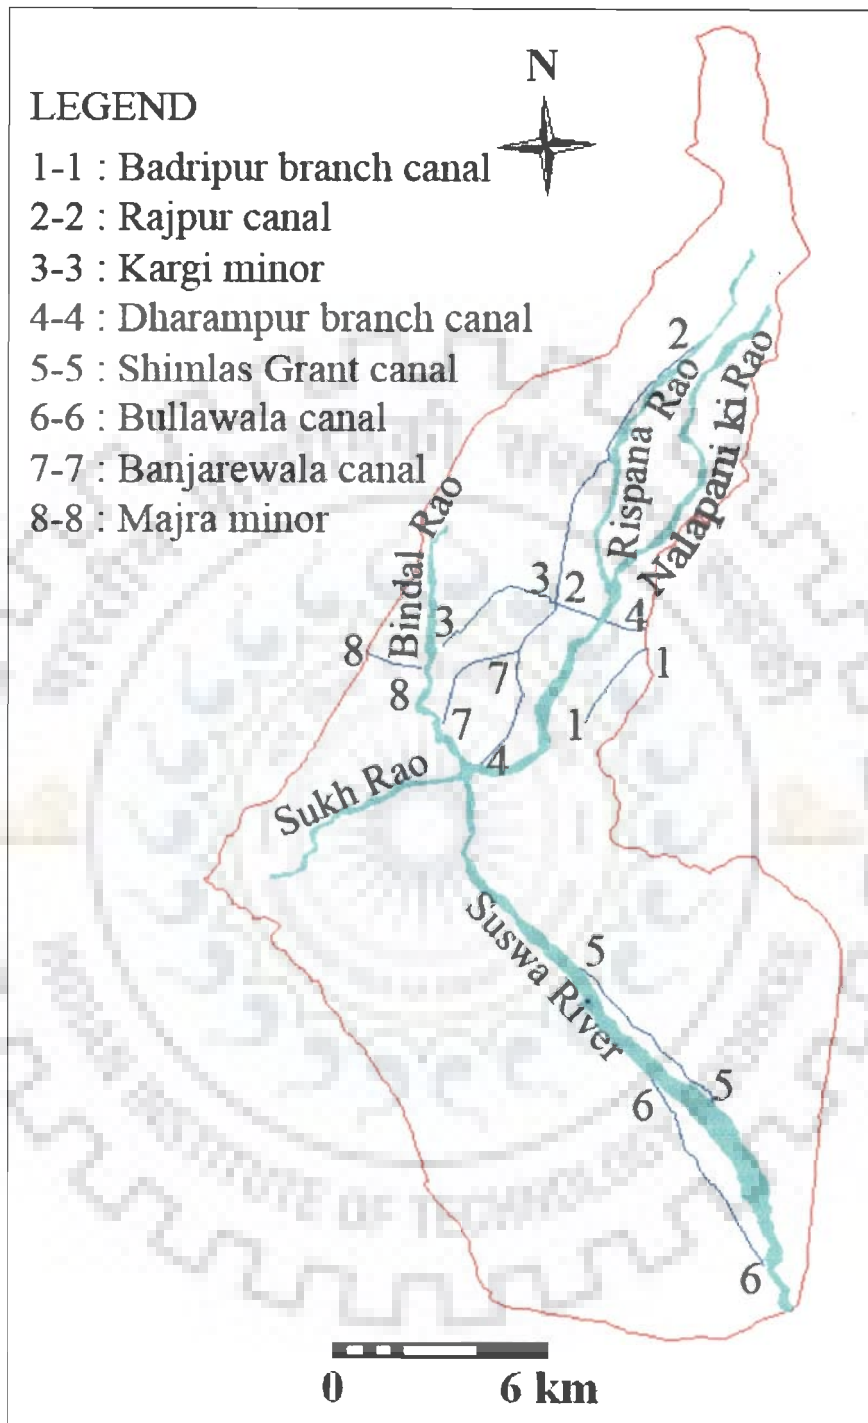 N
LEGEND
1-1 : Badripur branch canal
2-2 : Rajpur canal
3-3 : Kargi minor
4-4 : Dharampur branch canal
5-5 : Shimlas Grant canal
6-6 : Bullawala canal
7-7 : Banjarewala canal
8-8 : Majra minor
2
Rispana Rao
Nalapani ki Rao
Bindal Rao
3
2
3
4
8
1
7
8
7
1
4
Sukh Rao
Suswa River
5
5
6
6
INSTITUTE OF TECHNOLOGY
0 6 km